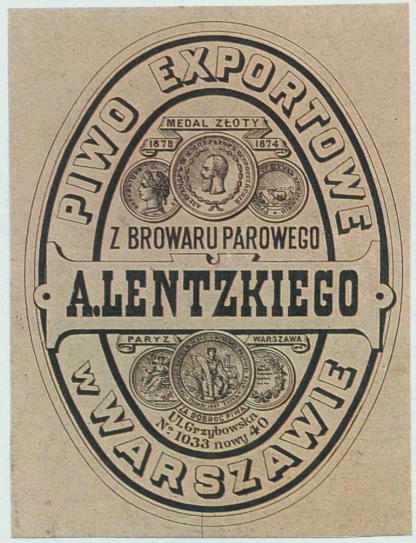 PIWO EXPORTOWE
MEDAL ZŁOTY
1878 1874
Z BROWARU PAROWEGO
A.LENTZKIEGO
PARYZ WARSZAWA
ZA DOBROĆ PIWA
Ul.Grzybowska
No 1033 nowy 40
W WARSZAWIE